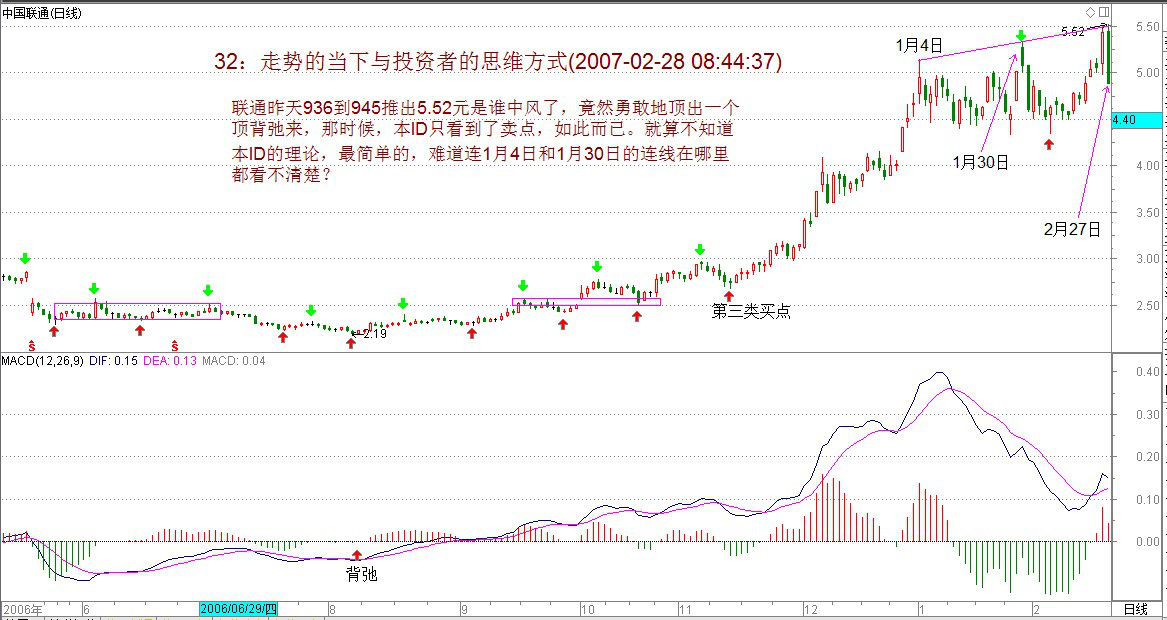 中国联通(日线)
5.52
5.50
1月4日
32：走势的当下与投资者的思维方式(2007-02-28 08:44:37)
5.00
联通昨天936到945推出5.52元是谁中风了，竟然勇敢地顶出一个
顶背弛来，那时候，本ID只看到了卖点，如此而已。就算不知道
本ID的理论，最简单的，难道连1月4日和1月30日的连线在哪里
都看不清楚？
4.40
1月30日
4.00
3.50
2月27日
3.00
2.50
第三类买点
2.19
S
S
MACD(12,26,9) DIF: 0.15 DEA: 0.13 MACD: 0.04
0.40
0.30
0.20
0.10
0.00
背弛
2006年 6 2006/06/29/四 8 9 10 11 12 1 2 日线